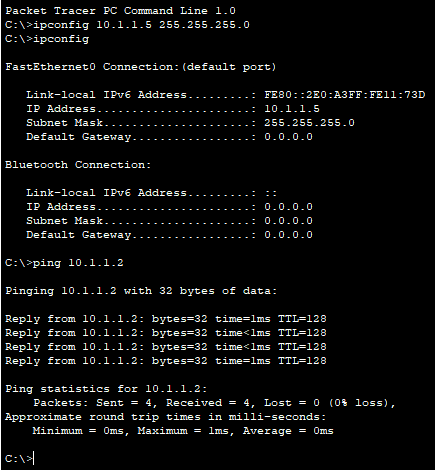 Packet Tracer PC Command Line 1.0
C:\>ipconfig 10.1.1.5 255.255.255.0
C:\>ipconfig
FastEthernet0 Connection:(default port)
Link-local IPv6 Address.........: FE80::2E0:A3FF:FE11:73D
IP Address......................: 10.1.1.5
Subnet Mask.....................: 255.255.255.0
Default Gateway.................: 0.0.0.0
Bluetooth Connection:
Link-local IPv6 Address.........: ::
IP Address......................: 0.0.0.0
Subnet Mask.....................: 0.0.0.0
Default Gateway.................: 0.0.0.0
C:\>ping 10.1.1.2
Pinging 10.1.1.2 with 32 bytes of data:
Reply from 10.1.1.2: bytes=32 time=1ms TTL=128
Reply from 10.1.1.2: bytes=32 time<1ms TTL=128
Reply from 10.1.1.2: bytes=32 time<1ms TTL=128
Reply from 10.1.1.2: bytes=32 time=1ms TTL=128
Ping statistics for 10.1.1.2:
Packets: Sent = 4, Received = 4, Lost = 0 (0% loss),
Approximate round trip times in milli-seconds:
Minimum = 0ms, Maximum = 1ms, Average = 0ms
C:\>